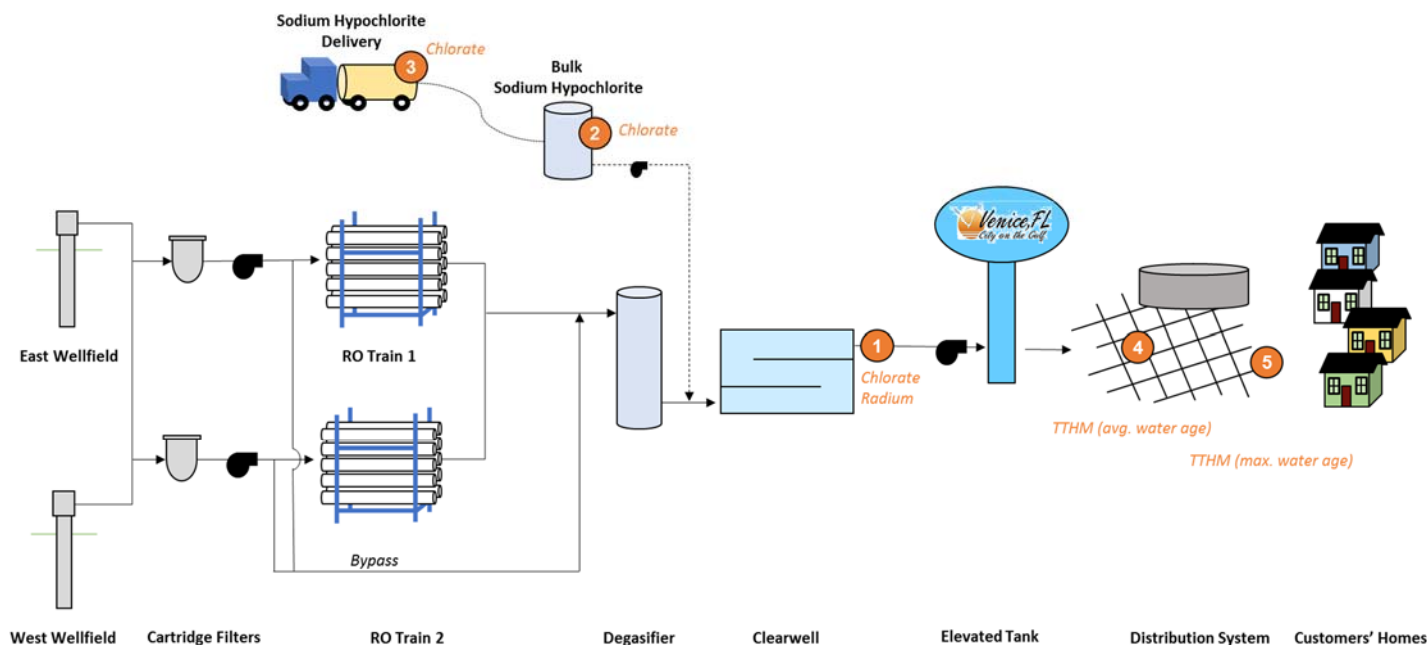 Sodium Hypochlorite
Delivery
3
Chlorate
Bulk
Sodium Hypochlorite
2
Chlorate
Venice, FL
City on the Gulf
East Wellfield
RO Train 1
1
Chlorate
Radium
4
5
TTHM (avg. water age)
TTHM (max. water age)
Bypass
West Wellfield
Cartridge Filters
RO Train 2
Degasifier
Clearwell
Elevated Tank
Distribution System
Customers’ Homes